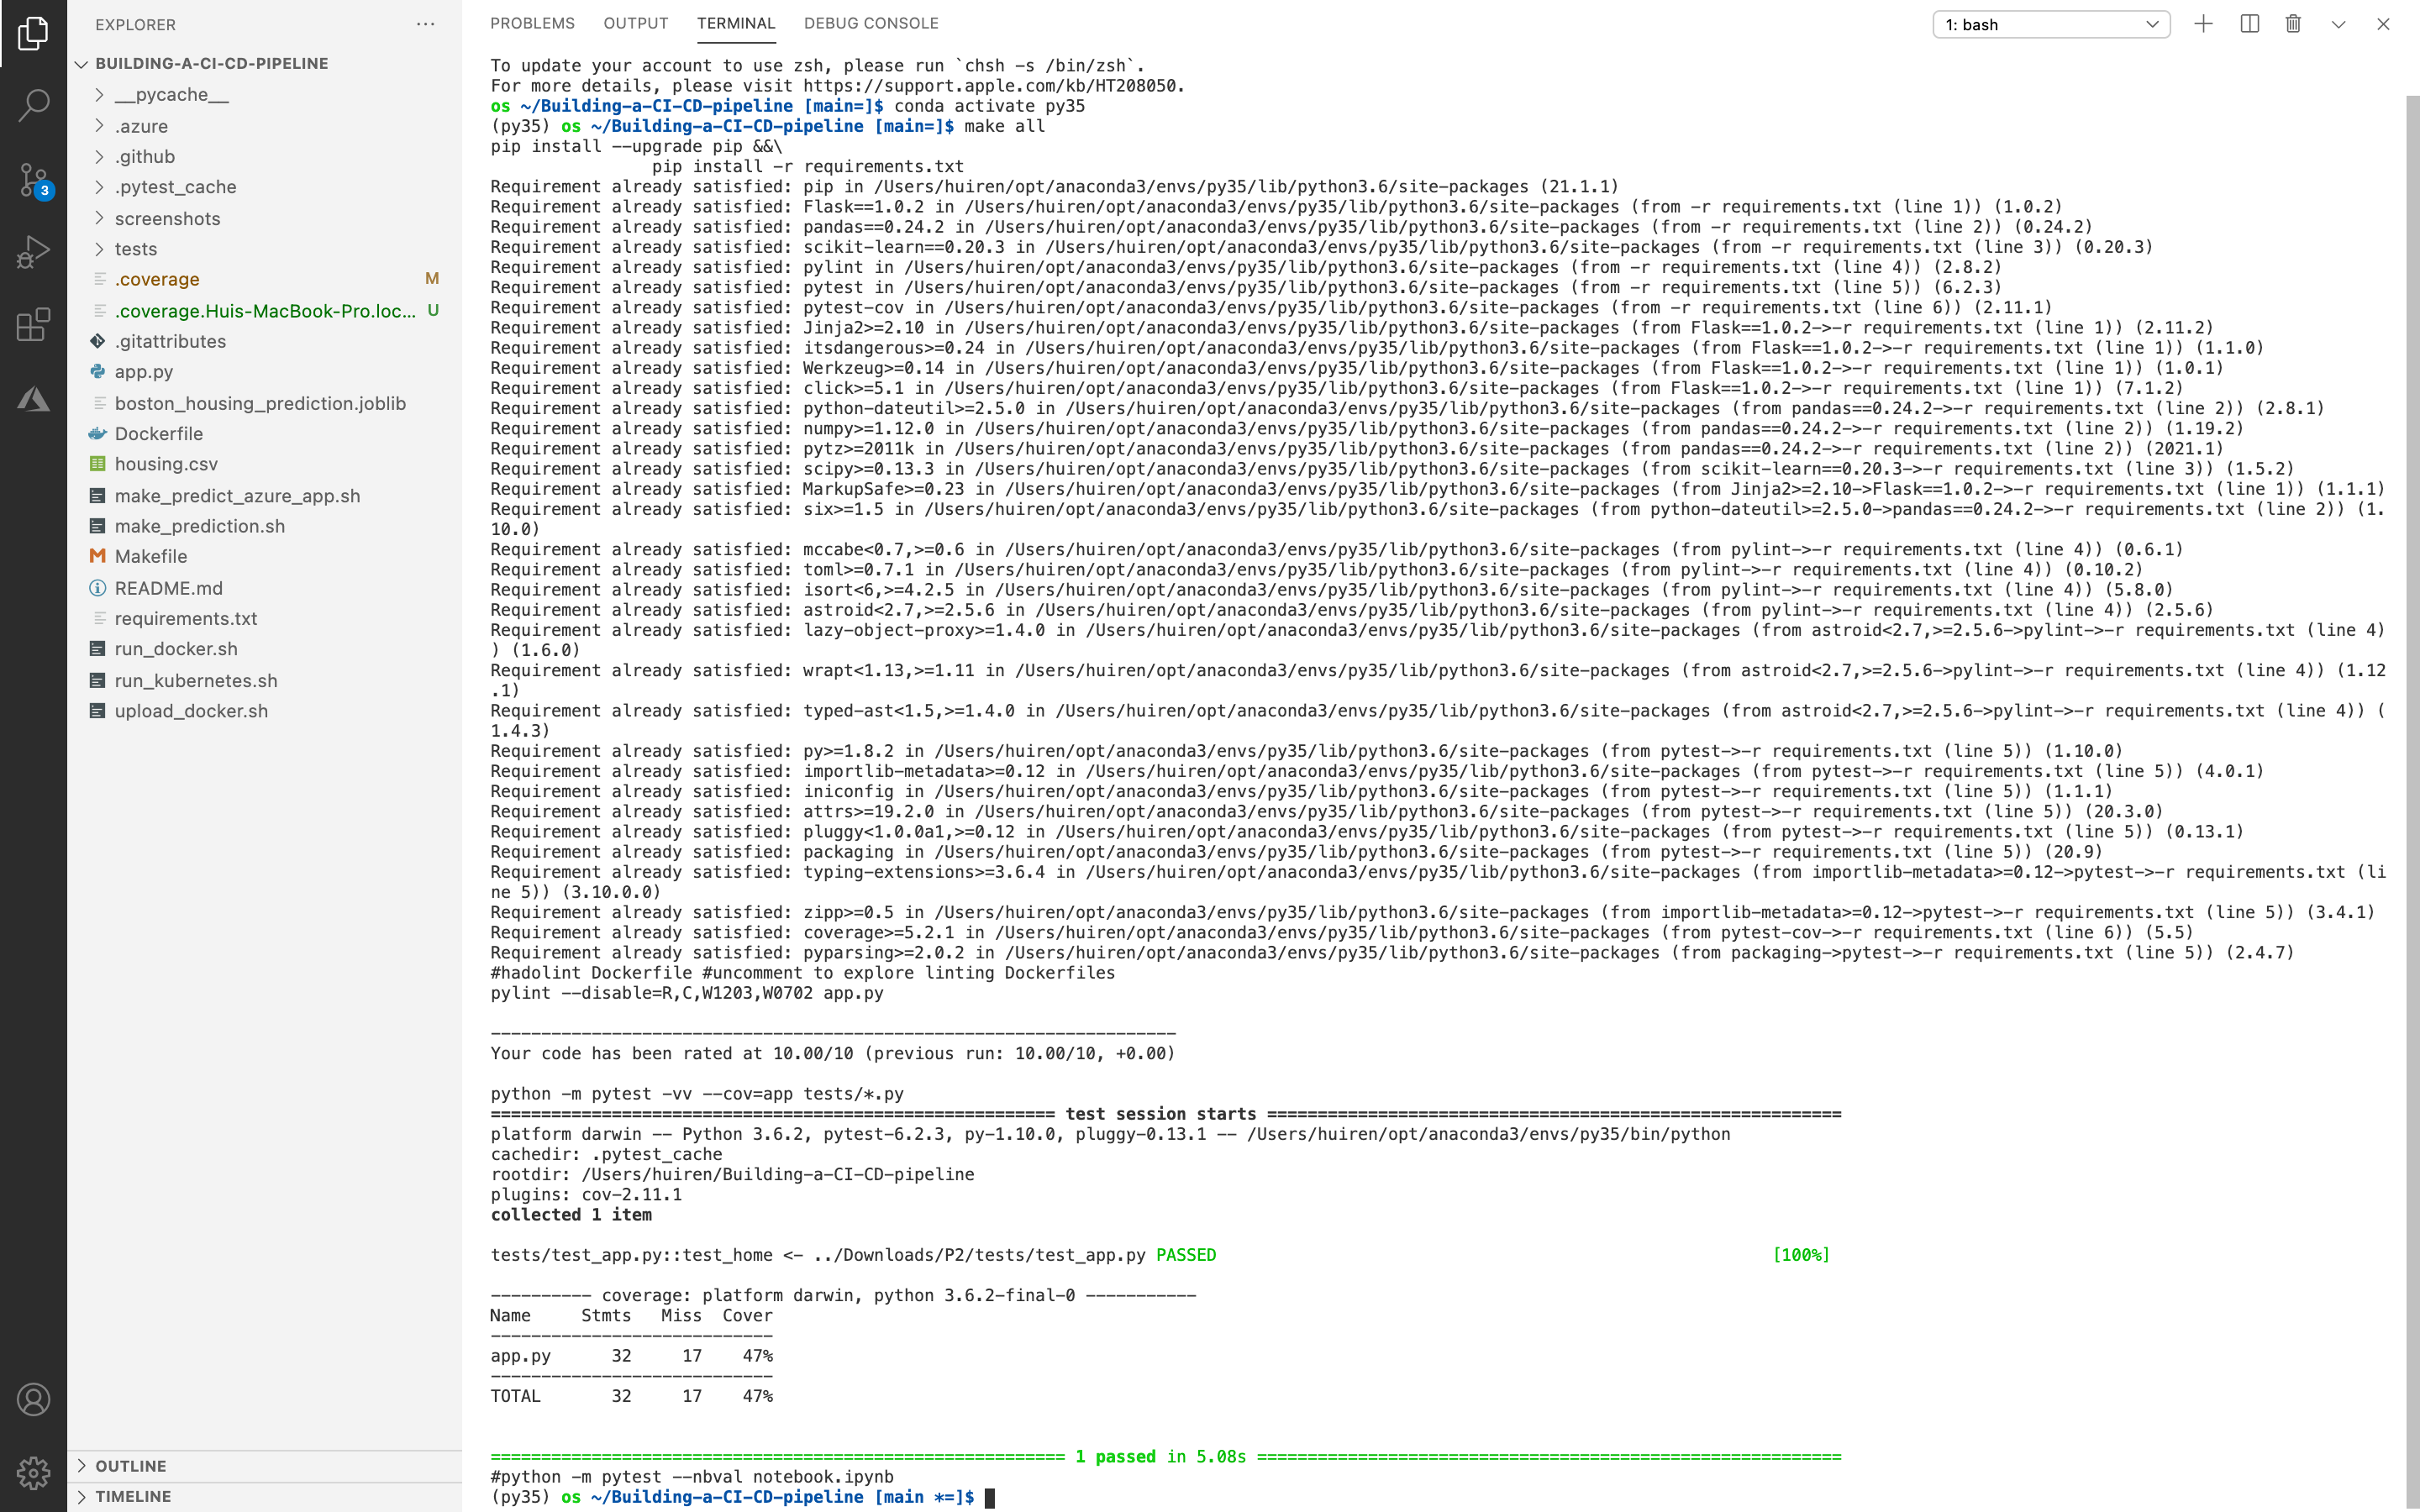 EXPLORER
BUILDING-A-CI-CD-PIPELINE
__pycache__
.azure
.github
.pytest_cache
screenshots
tests
.coverage M
.coverage.Huis-MacBook-Pro.loc... U
.gitattributes
app.py
boston_housing_prediction.joblib
Dockerfile
housing.csv
make_predict_azure_app.sh
make_prediction.sh
Makefile
README.md
requirements.txt
run_docker.sh
run_kubernetes.sh
upload_docker.sh
OUTLINE
TIMELINE
3
PROBLEMS OUTPUT TERMINAL DEBUG CONSOLE 1: bash
To update your account to use zsh, please run `chsh -s /bin/zsh`.
For more details, please visit https://support.apple.com/kb/HT208050.
os ~/Building-a-CI-CD-pipeline [main=]$ conda activate py35
(py35) os ~/Building-a-CI-CD-pipeline [main=]$ make all
pip install --upgrade pip &&\
pip install -r requirements.txt
Requirement already satisfied: pip in /Users/huiren/opt/anaconda3/envs/py35/lib/python3.6/site-packages (21.1.1)
Requirement already satisfied: Flask==1.0.2 in /Users/huiren/opt/anaconda3/envs/py35/lib/python3.6/site-packages (from -r requirements.txt (line 1)) (1.0.2)
Requirement already satisfied: pandas==0.24.2 in /Users/huiren/opt/anaconda3/envs/py35/lib/python3.6/site-packages (from -r requirements.txt (line 2)) (0.24.2)
Requirement already satisfied: scikit-learn==0.20.3 in /Users/huiren/opt/anaconda3/envs/py35/lib/python3.6/site-packages (from -r requirements.txt (line 3)) (0.20.3)
Requirement already satisfied: pylint in /Users/huiren/opt/anaconda3/envs/py35/lib/python3.6/site-packages (from -r requirements.txt (line 4)) (2.8.2)
Requirement already satisfied: pytest in /Users/huiren/opt/anaconda3/envs/py35/lib/python3.6/site-packages (from -r requirements.txt (line 5)) (6.2.3)
Requirement already satisfied: pytest-cov in /Users/huiren/opt/anaconda3/envs/py35/lib/python3.6/site-packages (from -r requirements.txt (line 6)) (2.11.1)
Requirement already satisfied: Jinja2>=2.10 in /Users/huiren/opt/anaconda3/envs/py35/lib/python3.6/site-packages (from Flask==1.0.2->-r requirements.txt (line 1)) (2.11.2)
Requirement already satisfied: itsdangerous>=0.24 in /Users/huiren/opt/anaconda3/envs/py35/lib/python3.6/site-packages (from Flask==1.0.2->-r requirements.txt (line 1)) (1.1.0)
Requirement already satisfied: Werkzeug>=0.14 in /Users/huiren/opt/anaconda3/envs/py35/lib/python3.6/site-packages (from Flask==1.0.2->-r requirements.txt (line 1)) (1.0.1)
Requirement already satisfied: click>=5.1 in /Users/huiren/opt/anaconda3/envs/py35/lib/python3.6/site-packages (from Flask==1.0.2->-r requirements.txt (line 1)) (7.1.2)
Requirement already satisfied: python-dateutil>=2.5.0 in /Users/huiren/opt/anaconda3/envs/py35/lib/python3.6/site-packages (from pandas==0.24.2->-r requirements.txt (line 2)) (2.8.1)
Requirement already satisfied: numpy>=1.12.0 in /Users/huiren/opt/anaconda3/envs/py35/lib/python3.6/site-packages (from pandas==0.24.2->-r requirements.txt (line 2)) (1.19.2)
Requirement already satisfied: pytz>=2011k in /Users/huiren/opt/anaconda3/envs/py35/lib/python3.6/site-packages (from pandas==0.24.2->-r requirements.txt (line 2)) (2021.1)
Requirement already satisfied: scipy>=0.13.3 in /Users/huiren/opt/anaconda3/envs/py35/lib/python3.6/site-packages (from scikit-learn==0.20.3->-r requirements.txt (line 3)) (1.5.2)
Requirement already satisfied: MarkupSafe>=0.23 in /Users/huiren/opt/anaconda3/envs/py35/lib/python3.6/site-packages (from Jinja2>=2.10->Flask==1.0.2->-r requirements.txt (line 1)) (1.1.1)
Requirement already satisfied: six>=1.5 in /Users/huiren/opt/anaconda3/envs/py35/lib/python3.6/site-packages (from python-dateutil>=2.5.0->pandas==0.24.2->-r requirements.txt (line 2)) (1.
10.0)
Requirement already satisfied: mccabe<0.7,>=0.6 in /Users/huiren/opt/anaconda3/envs/py35/lib/python3.6/site-packages (from pylint->-r requirements.txt (line 4)) (0.6.1)
Requirement already satisfied: toml>=0.7.1 in /Users/huiren/opt/anaconda3/envs/py35/lib/python3.6/site-packages (from pylint->-r requirements.txt (line 4)) (0.10.2)
Requirement already satisfied: isort<6,>=4.2.5 in /Users/huiren/opt/anaconda3/envs/py35/lib/python3.6/site-packages (from pylint->-r requirements.txt (line 4)) (5.8.0)
Requirement already satisfied: astroid<2.7,>=2.5.6 in /Users/huiren/opt/anaconda3/envs/py35/lib/python3.6/site-packages (from pylint->-r requirements.txt (line 4)) (2.5.6)
Requirement already satisfied: lazy-object-proxy>=1.4.0 in /Users/huiren/opt/anaconda3/envs/py35/lib/python3.6/site-packages (from astroid<2.7,>=2.5.6->pylint->-r requirements.txt (line 4)
) (1.6.0)
Requirement already satisfied: wrapt<1.13,>=1.11 in /Users/huiren/opt/anaconda3/envs/py35/lib/python3.6/site-packages (from astroid<2.7,>=2.5.6->pylint->-r requirements.txt (line 4)) (1.12
.1)
Requirement already satisfied: typed-ast<1.5,>=1.4.0 in /Users/huiren/opt/anaconda3/envs/py35/lib/python3.6/site-packages (from astroid<2.7,>=2.5.6->pylint->-r requirements.txt (line 4)) (
1.4.3)
Requirement already satisfied: py>=1.8.2 in /Users/huiren/opt/anaconda3/envs/py35/lib/python3.6/site-packages (from pytest->-r requirements.txt (line 5)) (1.10.0)
Requirement already satisfied: importlib-metadata>=0.12 in /Users/huiren/opt/anaconda3/envs/py35/lib/python3.6/site-packages (from pytest->-r requirements.txt (line 5)) (4.0.1)
Requirement already satisfied: iniconfig in /Users/huiren/opt/anaconda3/envs/py35/lib/python3.6/site-packages (from pytest->-r requirements.txt (line 5)) (1.1.1)
Requirement already satisfied: attrs>=19.2.0 in /Users/huiren/opt/anaconda3/envs/py35/lib/python3.6/site-packages (from pytest->-r requirements.txt (line 5)) (20.3.0)
Requirement already satisfied: pluggy<1.0.0a1,>=0.12 in /Users/huiren/opt/anaconda3/envs/py35/lib/python3.6/site-packages (from pytest->-r requirements.txt (line 5)) (0.13.1)
Requirement already satisfied: packaging in /Users/huiren/opt/anaconda3/envs/py35/lib/python3.6/site-packages (from pytest->-r requirements.txt (line 5)) (20.9)
Requirement already satisfied: typing-extensions>=3.6.4 in /Users/huiren/opt/anaconda3/envs/py35/lib/python3.6/site-packages (from importlib-metadata>=0.12->pytest->-r requirements.txt (li
ne 5)) (3.10.0.0)
Requirement already satisfied: zipp>=0.5 in /Users/huiren/opt/anaconda3/envs/py35/lib/python3.6/site-packages (from importlib-metadata>=0.12->pytest->-r requirements.txt (line 5)) (3.4.1)
Requirement already satisfied: coverage>=5.2.1 in /Users/huiren/opt/anaconda3/envs/py35/lib/python3.6/site-packages (from pytest-cov->-r requirements.txt (line 6)) (5.5)
Requirement already satisfied: pyparsing>=2.0.2 in /Users/huiren/opt/anaconda3/envs/py35/lib/python3.6/site-packages (from packaging->pytest->-r requirements.txt (line 5)) (2.4.7)
#hadolint Dockerfile #uncomment to explore linting Dockerfiles
pylint --disable=R,C,W1203,W0702 app.py
--------------------------------------------------------------------
Your code has been rated at 10.00/10 (previous run: 10.00/10, +0.00)
python -m pytest -vv --cov=app tests/*.py
======================================================== test session starts =========================================================
platform darwin -- Python 3.6.2, pytest-6.2.3, py-1.10.0, pluggy-0.13.1 -- /Users/huiren/opt/anaconda3/envs/py35/bin/python
cachedir: .pytest_cache
rootdir: /Users/huiren/Building-a-CI-CD-pipeline
plugins: cov-2.11.1
collected 1 item
tests/test_app.py::test_home <- ../Downloads/P2/tests/test_app.py PASSED [100%]
---------- coverage: platform darwin, python 3.6.2-final-0 -----------
Name Stmts Miss Cover
----------------------------
app.py 32 17 47%
----------------------------
TOTAL 32 17 47%
========================================================= 1 passed in 5.08s ==========================================================
#python -m pytest --nbval notebook.ipynb
(py35) os ~/Building-a-CI-CD-pipeline [main *=]$